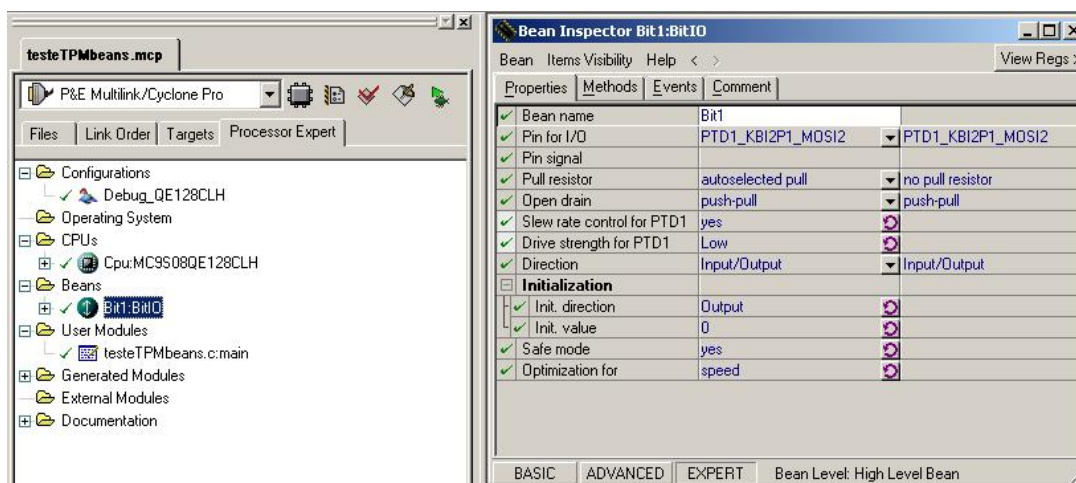 testeTPMbeans.mcp
P&E Multilink/Cyclone Pro
Files Link Order Targets Processor Expert
Configurations
Debug_QE128CLH
Operating System
CPUs
Cpu:MC9S08QE128CLH
Beans
Bit1:BitIO
User Modules
testeTPMbeans.c:main
Generated Modules
External Modules
Documentation
Bean Inspector Bit1:BitIO
Bean Items Visibility Help < > View Regs >
Properties Methods Events Comment
Bean name Bit1
Pin for I/O PTD1_KBI2P1_MOSI2 PTD1_KBI2P1_MOSI2
Pin signal
Pull resistor autoselected pull no pull resistor
Open drain push-pull push-pull
Slew rate control for PTD1 yes
Drive strength for PTD1 Low
Direction Input/Output Input/Output
Initialization
Init. direction Output
Init. value 0
Safe mode yes
Optimization for speed
BASIC ADVANCED EXPERT Bean Level: High Level Bean